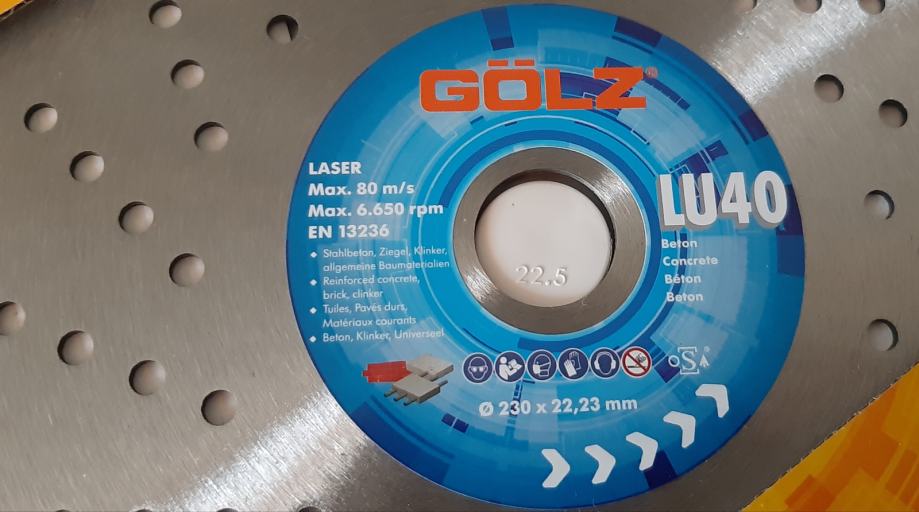 GÖLZ®
LASER
Max. 80 m/s
Max. 6.650 rpm
EN 13236
◆ Stahlbeton, Ziegel, Klinker,
allgemeine Baumaterialien
◆ Reinforced concrete,
brick, clinker
◆ Tuiles, Pavés durs,
Matériaux courants
◆ Beton, Klinker, Universeel
LU40
Beton
Concrete
Béton
Beton
22.5
oSa®
Ø 230 x 22,23 mm